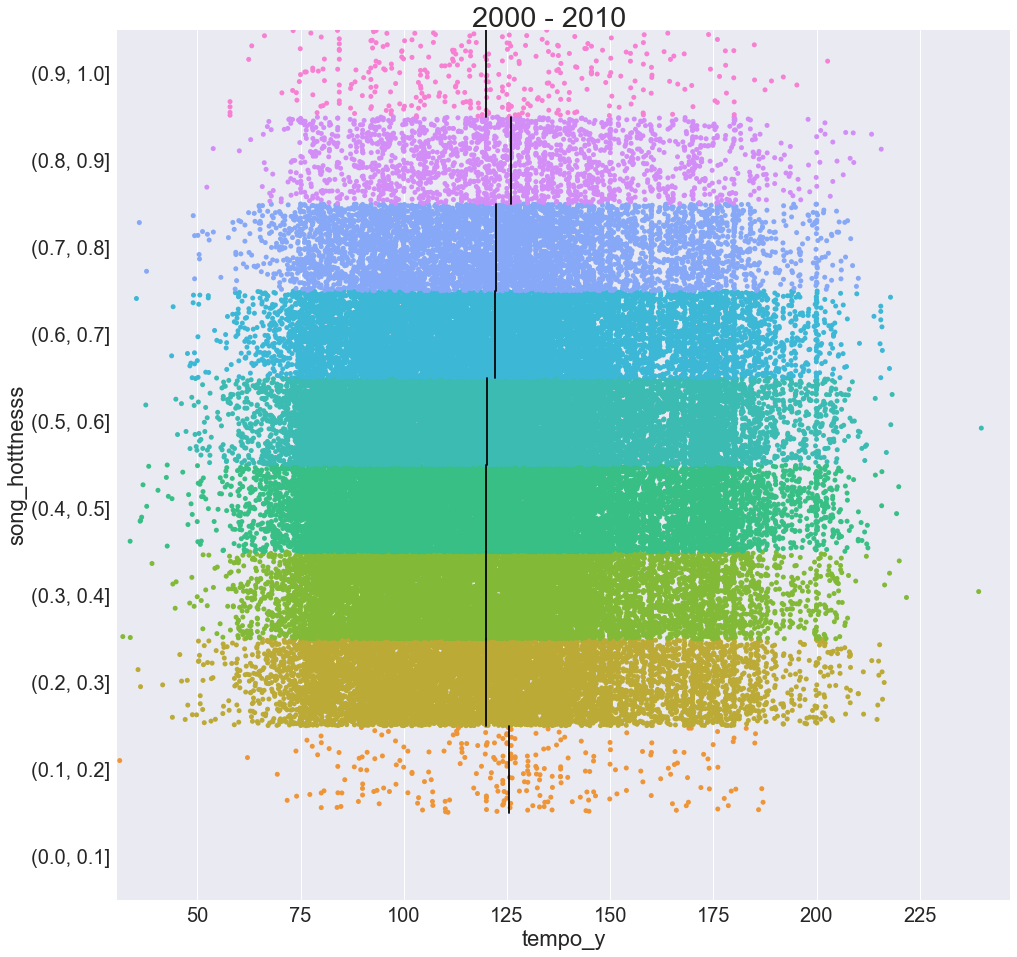 2000 - 2010
song_hotttnesss
(0.9, 1.0]
(0.8, 0.9]
(0.7, 0.8]
(0.6, 0.7]
(0.5, 0.6]
(0.4, 0.5]
(0.3, 0.4]
(0.2, 0.3]
(0.1, 0.2]
(0.0, 0.1]
50 75 100 125 150 175 200 225
tempo_y